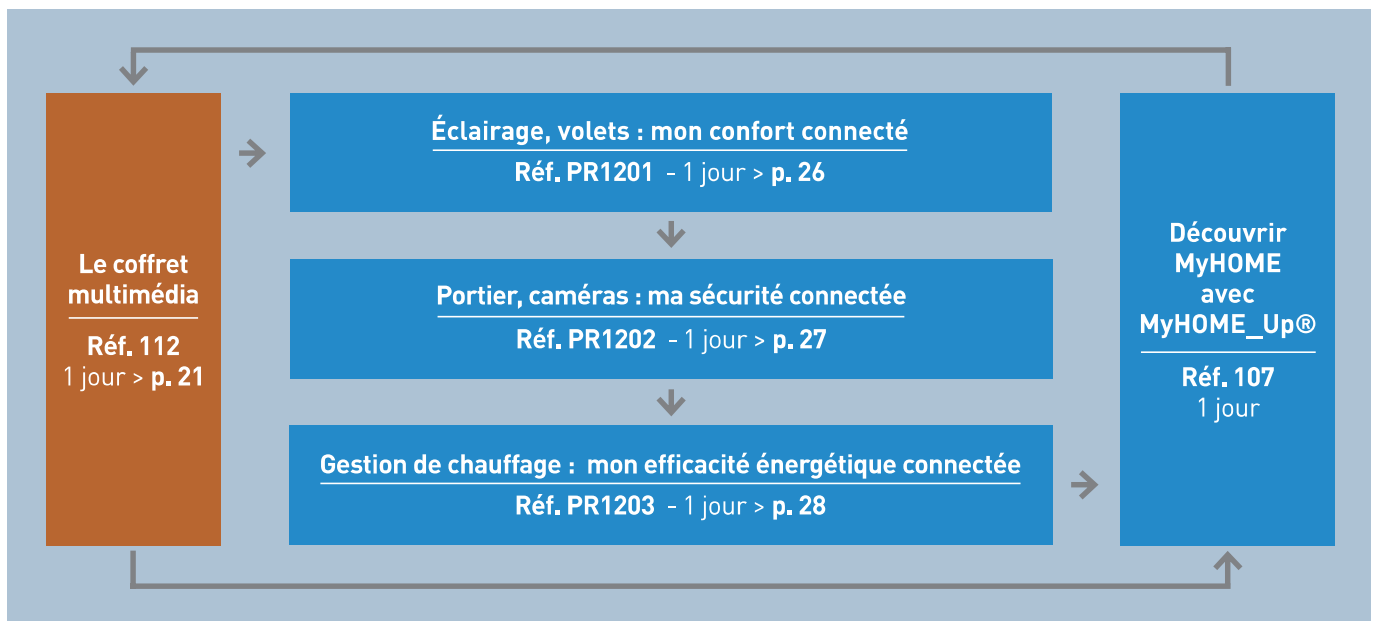 Le coffret
multimédia
Réf. 112
1 jour > p. 21
Éclairage, volets : mon confort connecté
Réf. PR1201 - 1 jour > p. 26
Portier, caméras : ma sécurité connectée
Réf. PR1202 - 1 jour > p. 27
Gestion de chauffage : mon efficacité énergétique connectée
Réf. PR1203 - 1 jour > p. 28
Découvrir
MyHOME
avec
MyHOME_Up®
Réf. 107
1 jour